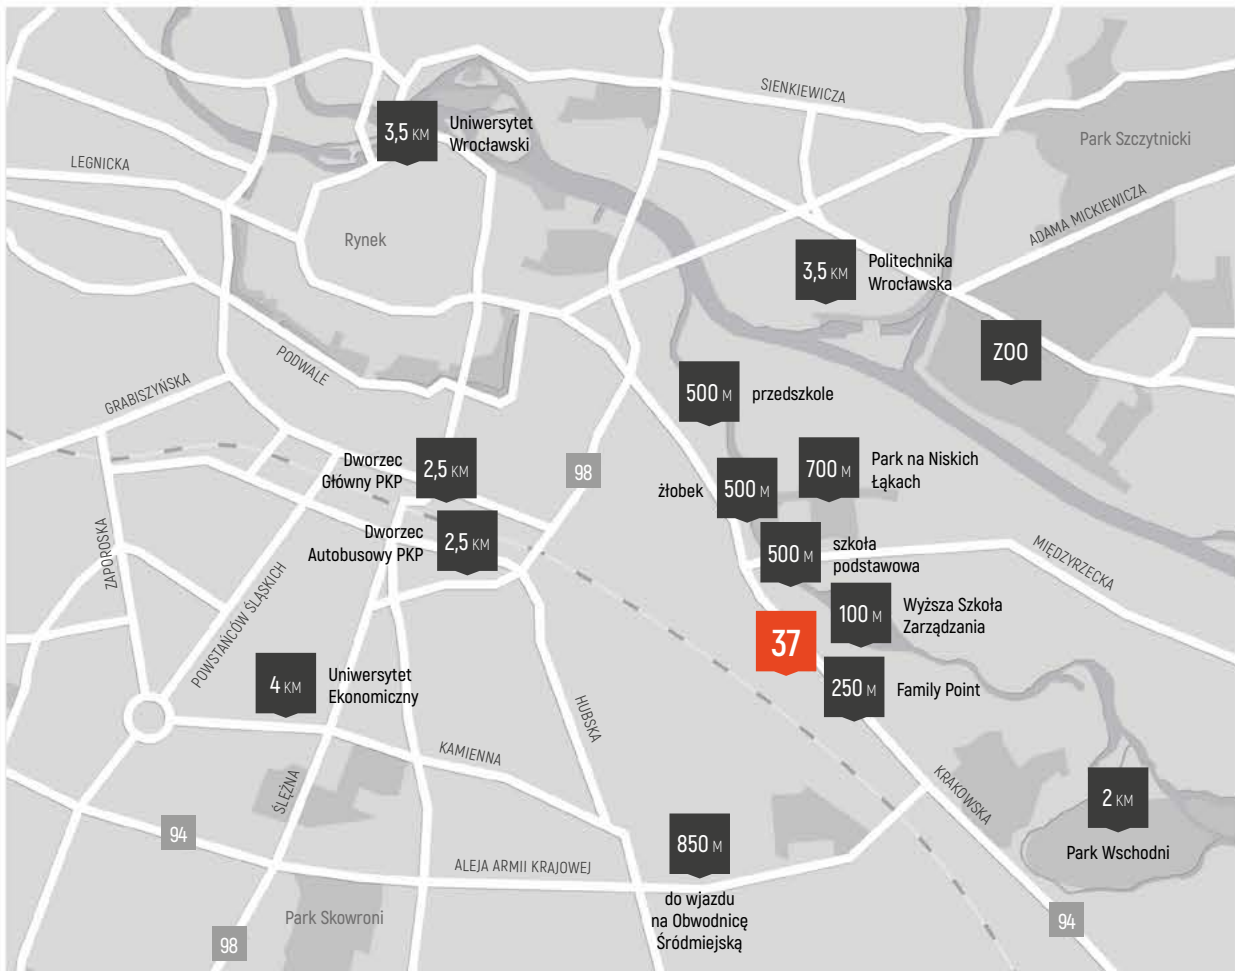 SIENKIEWICZA
3,5 KM
Uniwersytet
Wrocławski
Park Szczytnicki
LEGNICKA
ADAMA MICKIEWICZA
Rynek
3,5 KM
Politechnika
Wrocławska
ZOO
PODWALE
GRABISZYŃSKA
500 M
przedszkole
Dworzec
Główny PKP
2,5 KM
98
żłobek
500 M
700 M
Park na Niskich
Łąkach
Dworzec
Autobusowy PKP
2,5 KM
500 M
szkoła
podstawowa
MIĘDZYRZECKA
ZAPOROSKA
POWSTAŃCÓW ŚLĄSKICH
100 M
Wyższa Szkoła
Zarządzania
37
4 KM
Uniwersytet
Ekonomiczny
250 M
Family Point
HUBSKA
KAMIENNA
ŚLĘŻNA
KRAKOWSKA
2 KM
Park Wschodni
94
850 M
ALEJA ARMII KRAJOWEJ
do wjazdu
na Obwodnicę
Śródmiejską
Park Skowroni
94
98